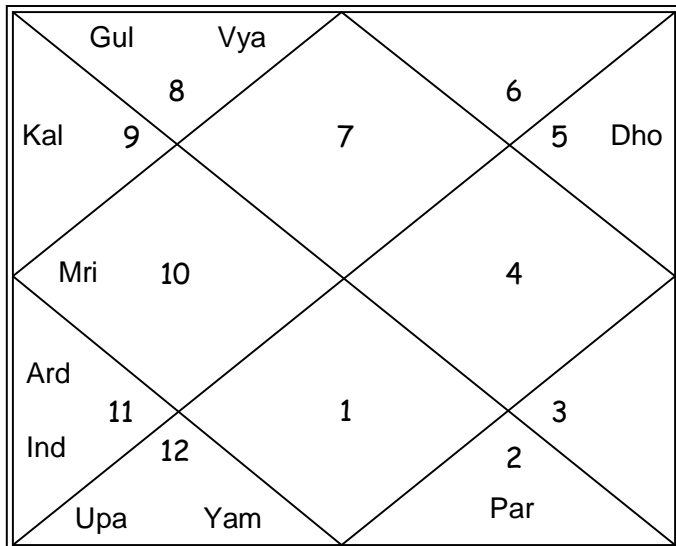 Gul Vya
8 6
Kal 9 7 5 Dho
Mri 10 4
Ard
11 1 3
Ind 12 2
Upa Yam Par